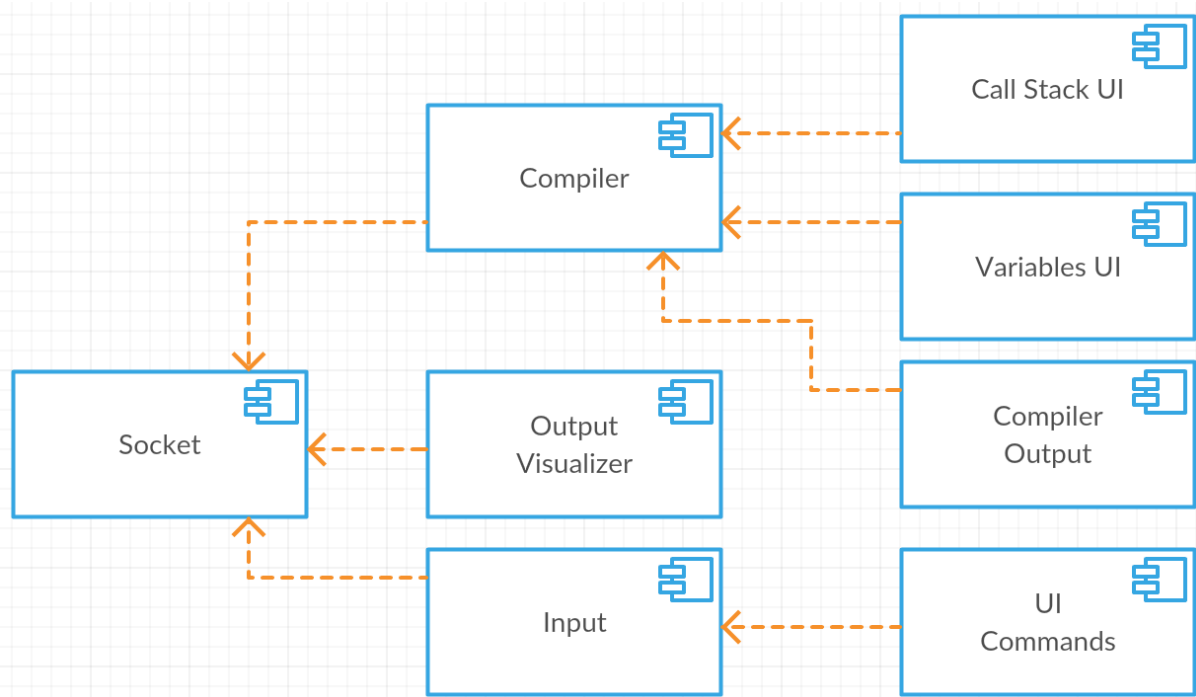 Call Stack UI
Compiler
Variables UI
Socket
Output
Visualizer
Compiler
Output
Input
UI
Commands